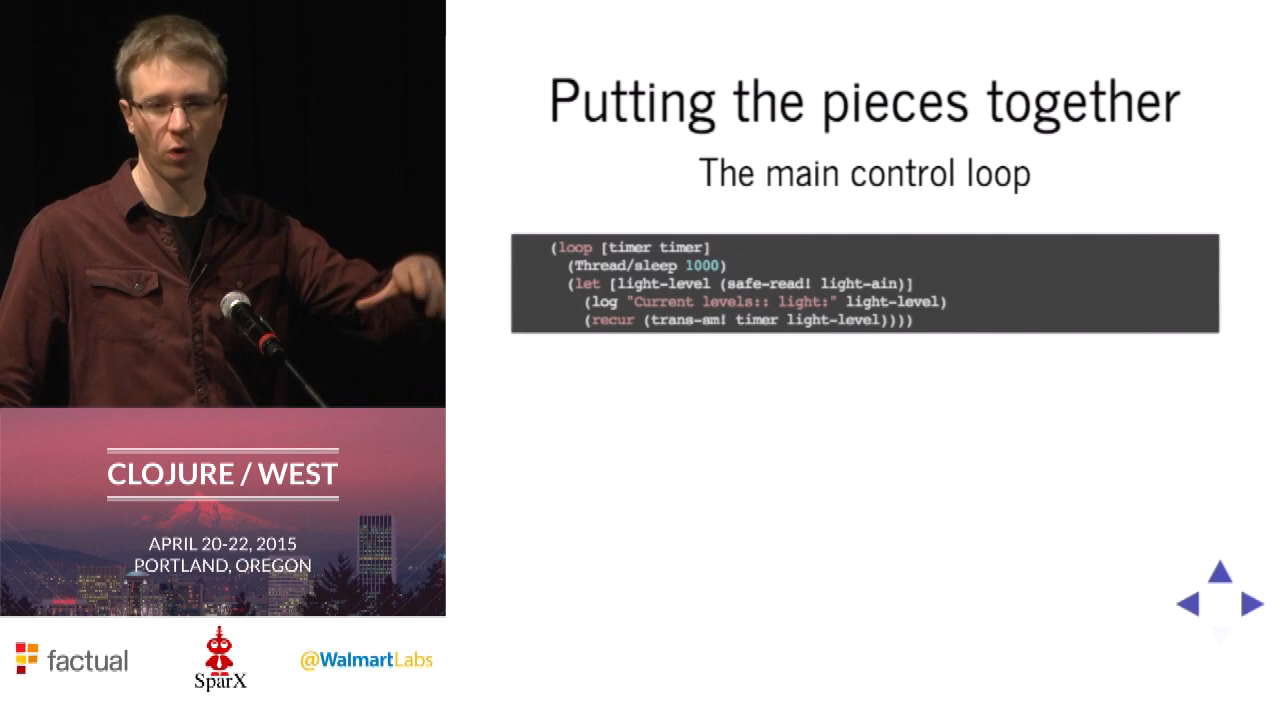 Putting the pieces together
The main control loop
(loop [timer timer]
(Thread/sleep 1000)
(let [light-level (safe-read! light-ain)]
(log "Current levels:: light:" light-level)
(recur (trans-sm! timer light-level))))
CLOJURE / WEST
APRIL 20-22, 2015
PORTLAND, OREGON
factual
SparX
@WalmartLabs